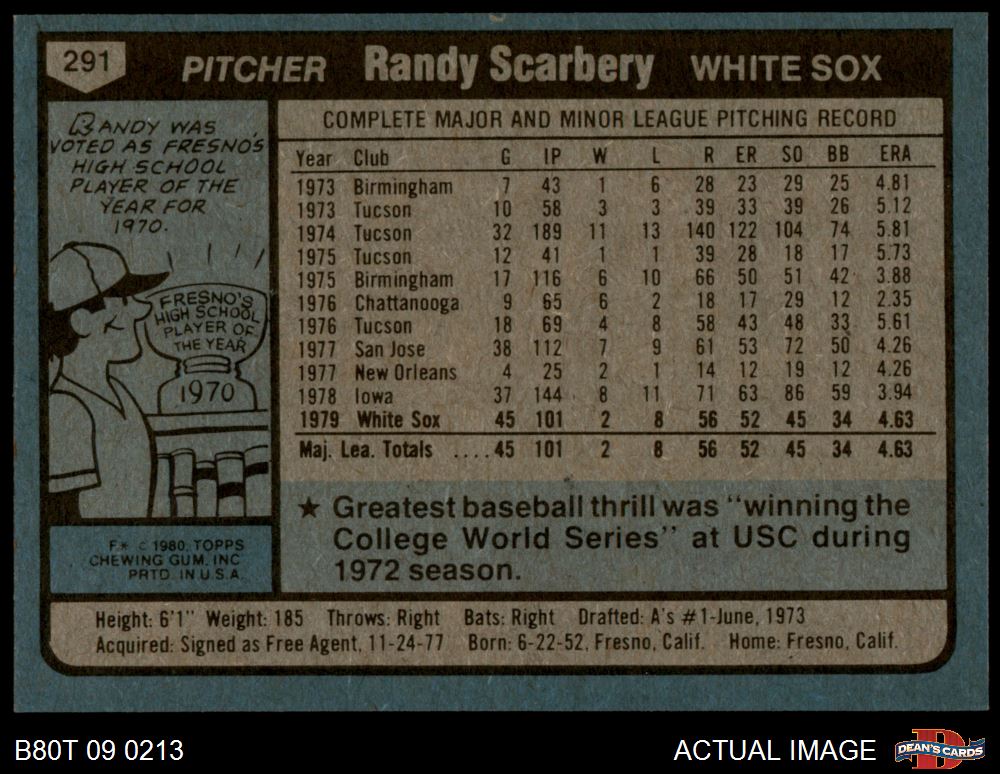 291 PITCHER Randy Scarbery WHITE SOX
RANDY WAS
VOTED AS FRESNO'S
HIGH SCHOOL
PLAYER OF THE
YEAR FOR
1970.
FRESNO'S
HIGH SCHOOL
PLAYER OF
THE YEAR
1970
F* © 1980. TOPPS
CHEWING GUM. INC
PRTD. IN U.S.A.
COMPLETE MAJOR AND MINOR LEAGUE PITCHING RECORD
Year Club G IP W L R ER SO BB ERA
1973 Birmingham 7 43 1 6 28 23 29 25 4.81
1973 Tucson 10 58 3 3 39 33 39 26 5.12
1974 Tucson 32 189 11 13 140 122 104 74 5.81
1975 Tucson 12 41 1 1 39 28 18 17 5.73
1975 Birmingham 17 116 6 10 66 50 51 42 3.88
1976 Chattanooga 9 65 6 2 18 17 29 12 2.35
1976 Tucson 18 69 4 8 58 43 48 33 5.61
1977 San Jose 38 112 7 9 61 53 72 50 4.26
1977 New Orleans 4 25 2 1 14 12 19 12 4.26
1978 Iowa 37 144 8 11 71 63 86 59 3.94
1979 White Sox 45 101 2 8 56 52 45 34 4.63
Maj. Lea. Totals ....45 101 2 8 56 52 45 34 4.63
★ Greatest baseball thrill was "winning the
College World Series" at USC during
1972 season.
Height: 6'1" Weight: 185 Throws: Right Bats: Right Drafted: A's #1-June, 1973
Acquired: Signed as Free Agent, 11-24-77 Born: 6-22-52, Fresno, Calif. Home: Fresno, Calif.
B80T 09 0213 ACTUAL IMAGE D DEAN'S CARDS